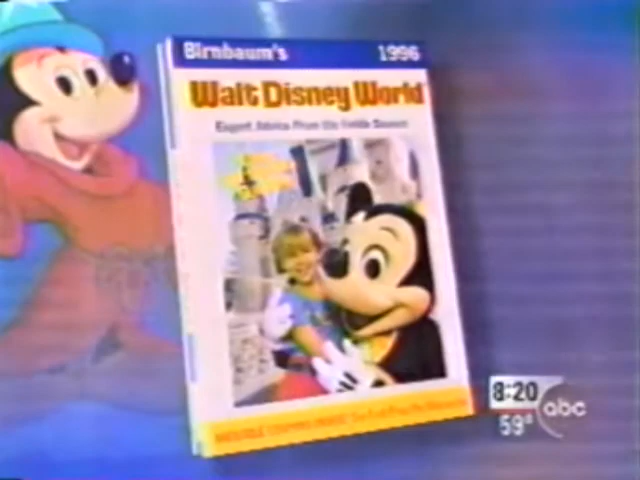 Birnbaum's 1996
Walt Disney World
Expert Advice From the Inside Source
8:20
abc
59°